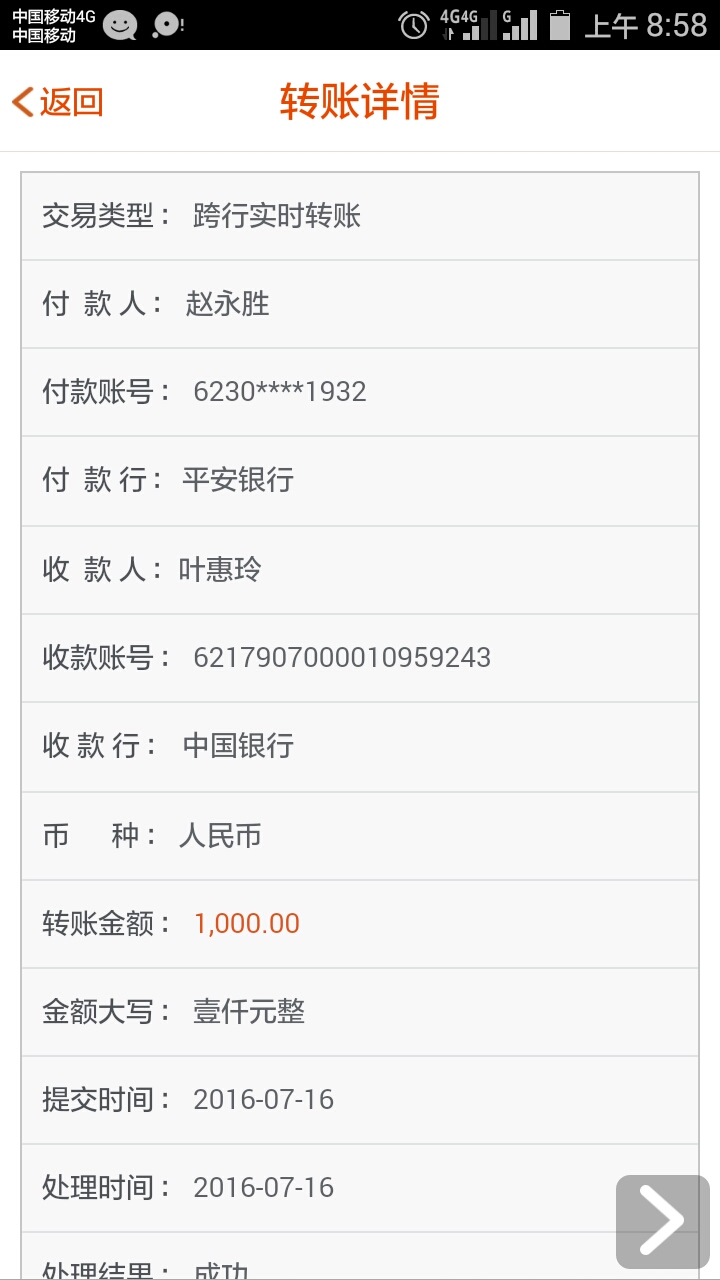 中国移动4G
中国移动
4G4G G 上午 8:58
返回 转账详情
交易类型： 跨行实时转账
付 款 人： 赵永胜
付款账号： 6230****1932
付 款 行： 平安银行
收 款 人： 叶惠玲
收款账号： 6217907000010959243
收 款 行： 中国银行
币 种： 人民币
转账金额： 1,000.00
金额大写： 壹仟元整
提交时间： 2016-07-16
处理时间： 2016-07-16
处理结果： 成功